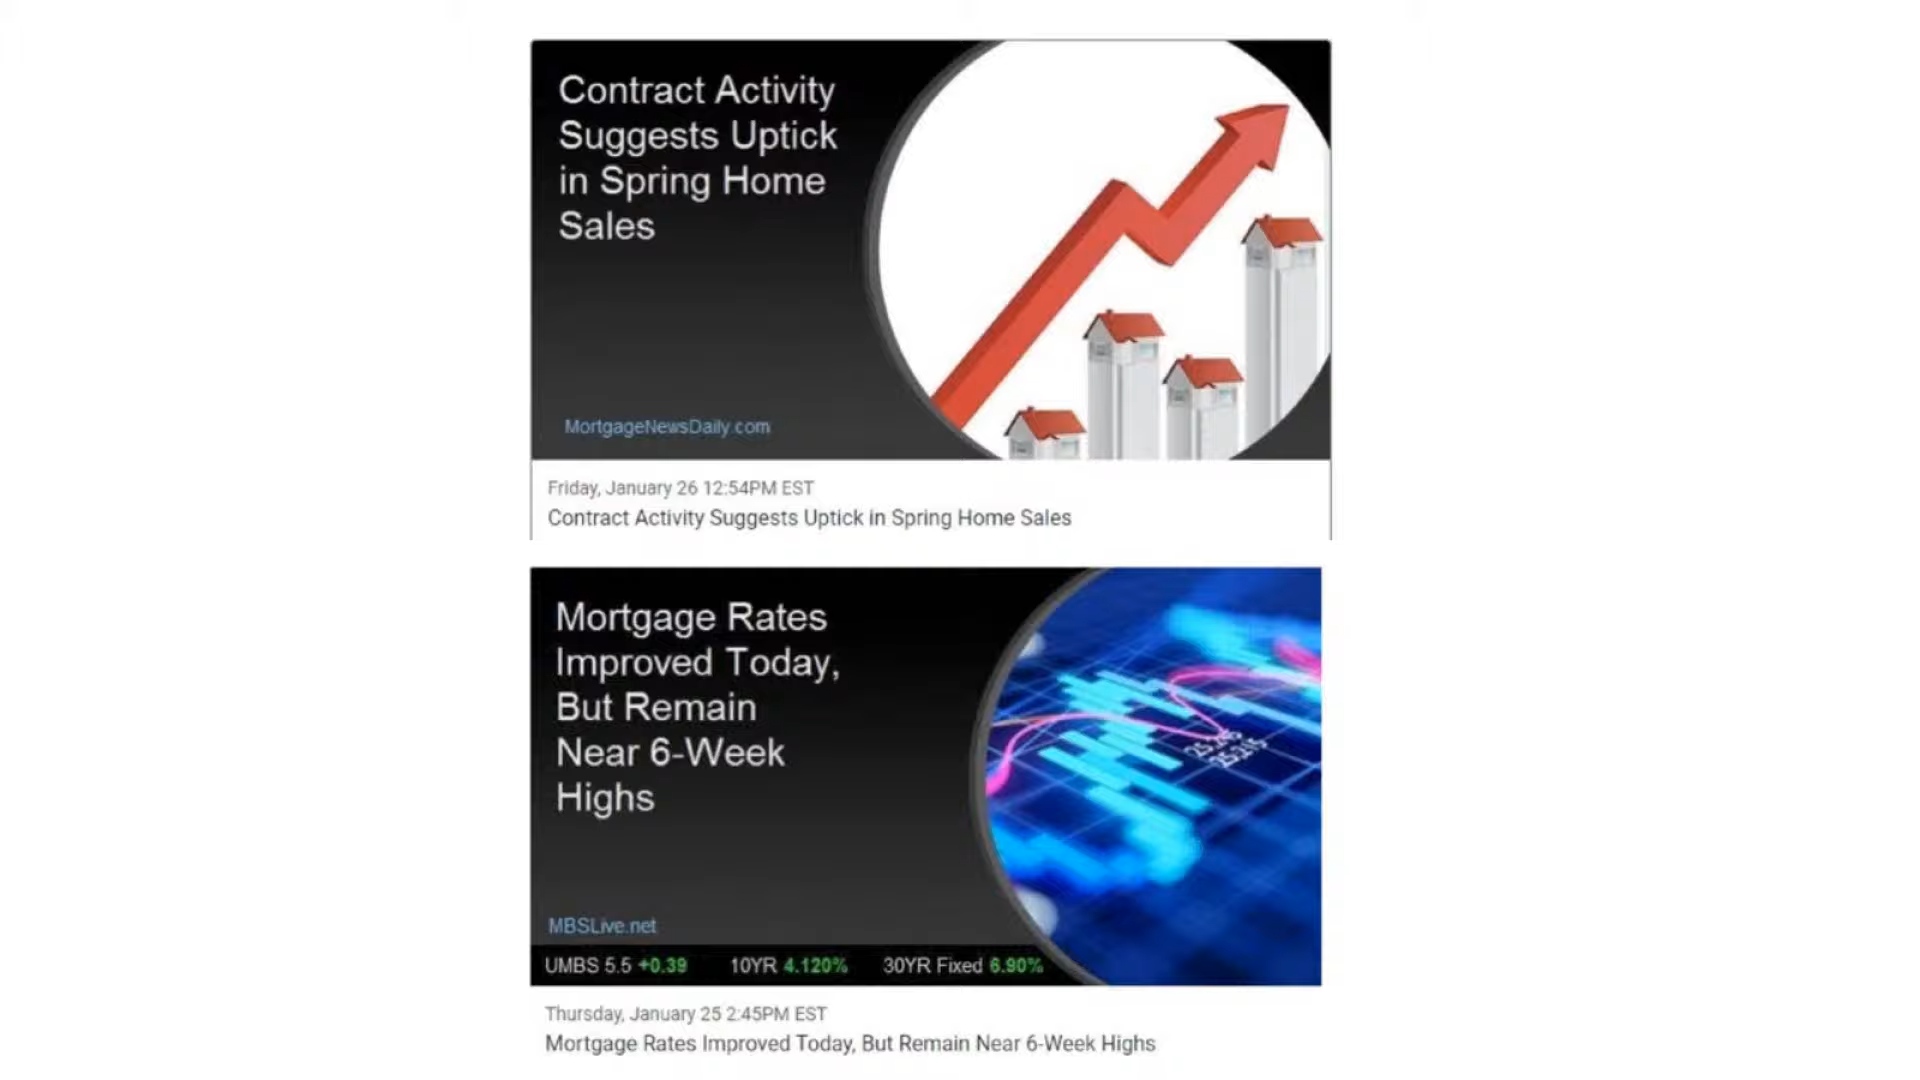 Contract Activity
Suggests Uptick
in Spring Home
Sales
MortgageNewsDaily.com
Friday, January 26 12:54PM EST
Contract Activity Suggests Uptick in Spring Home Sales
Mortgage Rates
Improved Today,
But Remain
Near 6-Week
Highs
25,215
MBSLive.net
UMBS 5.5 +0.39 10YR 4.120% 30YR Fixed 6.90%
Thursday, January 25 2:45PM EST
Mortgage Rates Improved Today, But Remain Near 6-Week Highs